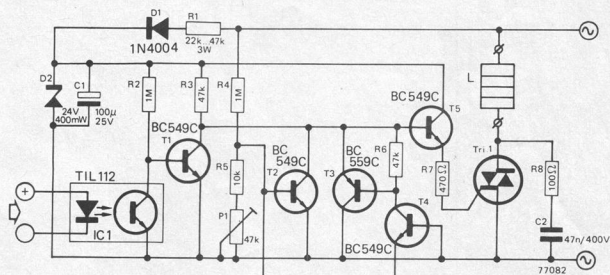 D1
1N4004
R1
22k...47k
3W
D2
24V
400mW
C1
100µ
25V
R2
1M
R3
47k
R4
1M
BC549C
T1
R5
10k
P1
47k
BC
549C
T2
BC
559C
T3
R6
47k
BC549C
T4
BC549C
T5
R7
470Ω
L
Tri.1
R8
100Ω
C2
47n/400V
TIL112
IC1
+
−
77082